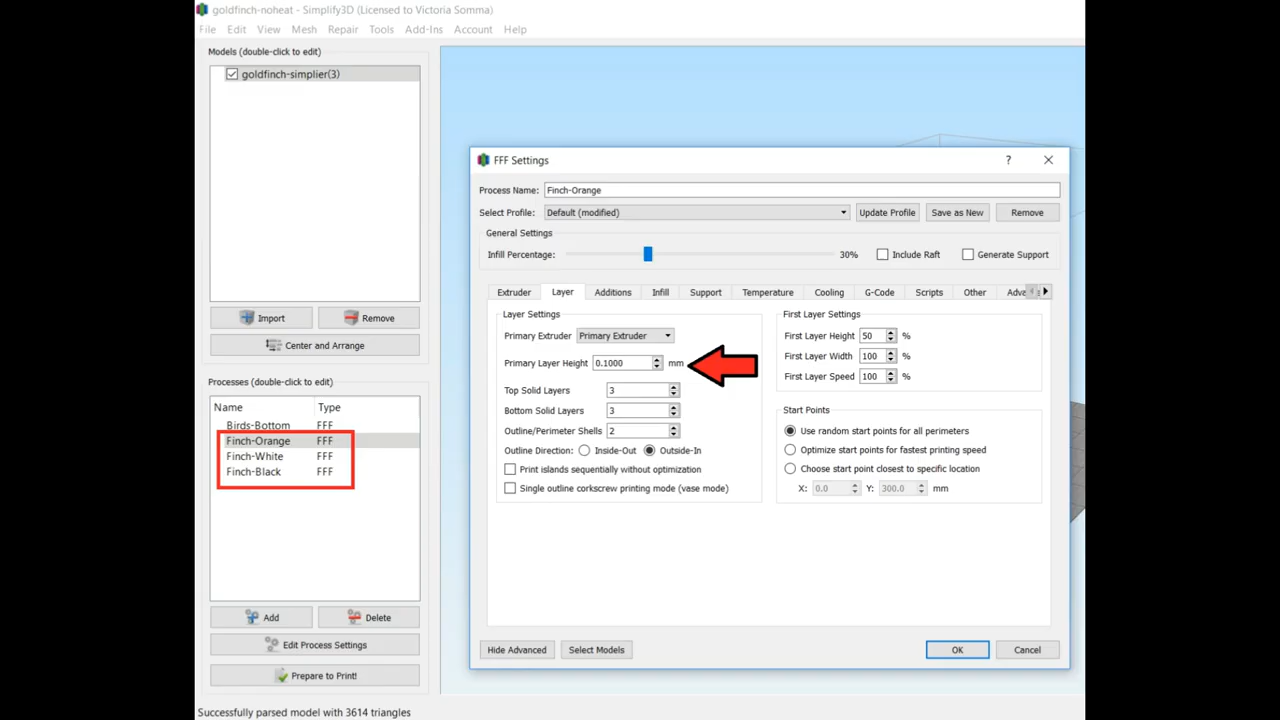 goldfinch-noheat - Simplify3D (Licensed to Victoria Somma)
File Edit View Mesh Repair Tools Add-Ins Account Help
Models (double-click to edit)
goldfinch-simplier(3)
Import Remove
Center and Arrange
Processes (double-click to edit)
Name Type
Birds-Bottom FFF
Finch-Orange FFF
Finch-White FFF
Finch-Black FFF
Add Delete
Edit Process Settings
Prepare to Print!
Successfully parsed model with 3614 triangles
FFF Settings ?
Process Name: Finch-Orange
Select Profile: Default (modified) Update Profile Save as New Remove
General Settings
Infill Percentage: 30% Include Raft Generate Support
Extruder Layer Additions Infill Support Temperature Cooling G-Code Scripts Other
Layer Settings
Primary Extruder Primary Extruder
Primary Layer Height 0.1000 mm
Top Solid Layers 3
Bottom Solid Layers 3
Outline/Perimeter Shells 2
Outline Direction: Inside-Out Outside-In
Print islands sequentially without optimization
Single outline corkscrew printing mode (vase mode)
First Layer Settings
First Layer Height 50 %
First Layer Width 100 %
First Layer Speed 100 %
Start Points
Use random start points for all perimeters
Optimize start points for fastest printing speed
Choose start point closest to specific location
X: 0.0 Y: 300.0 mm
Hide Advanced Select Models OK Cancel